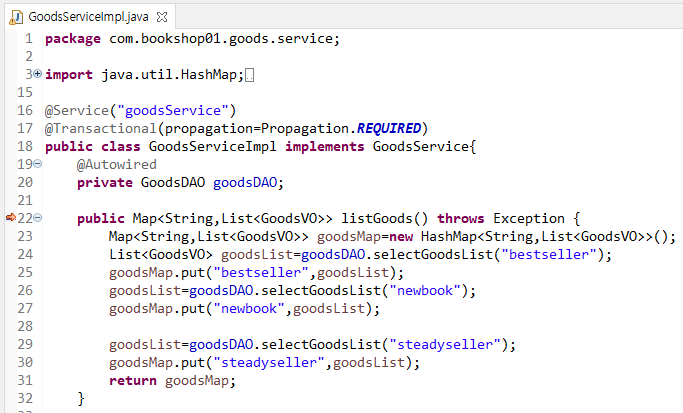 GoodsServiceImpl.java
1 package com.bookshop01.goods.service;
2
3 import java.util.HashMap;
15
16 @Service("goodsService")
17 @Transactional(propagation=Propagation.REQUIRED)
18 public class GoodsServiceImpl implements GoodsService{
19 @Autowired
20 private GoodsDAO goodsDAO;
21
22 public Map<String,List<GoodsVO>> listGoods() throws Exception {
23 Map<String,List<GoodsVO>> goodsMap=new HashMap<String,List<GoodsVO>>();
24 List<GoodsVO> goodsList=goodsDAO.selectGoodsList("bestseller");
25 goodsMap.put("bestseller",goodsList);
26 goodsList=goodsDAO.selectGoodsList("newbook");
27 goodsMap.put("newbook",goodsList);
28
29 goodsList=goodsDAO.selectGoodsList("steadyseller");
30 goodsMap.put("steadyseller",goodsList);
31 return goodsMap;
32 }